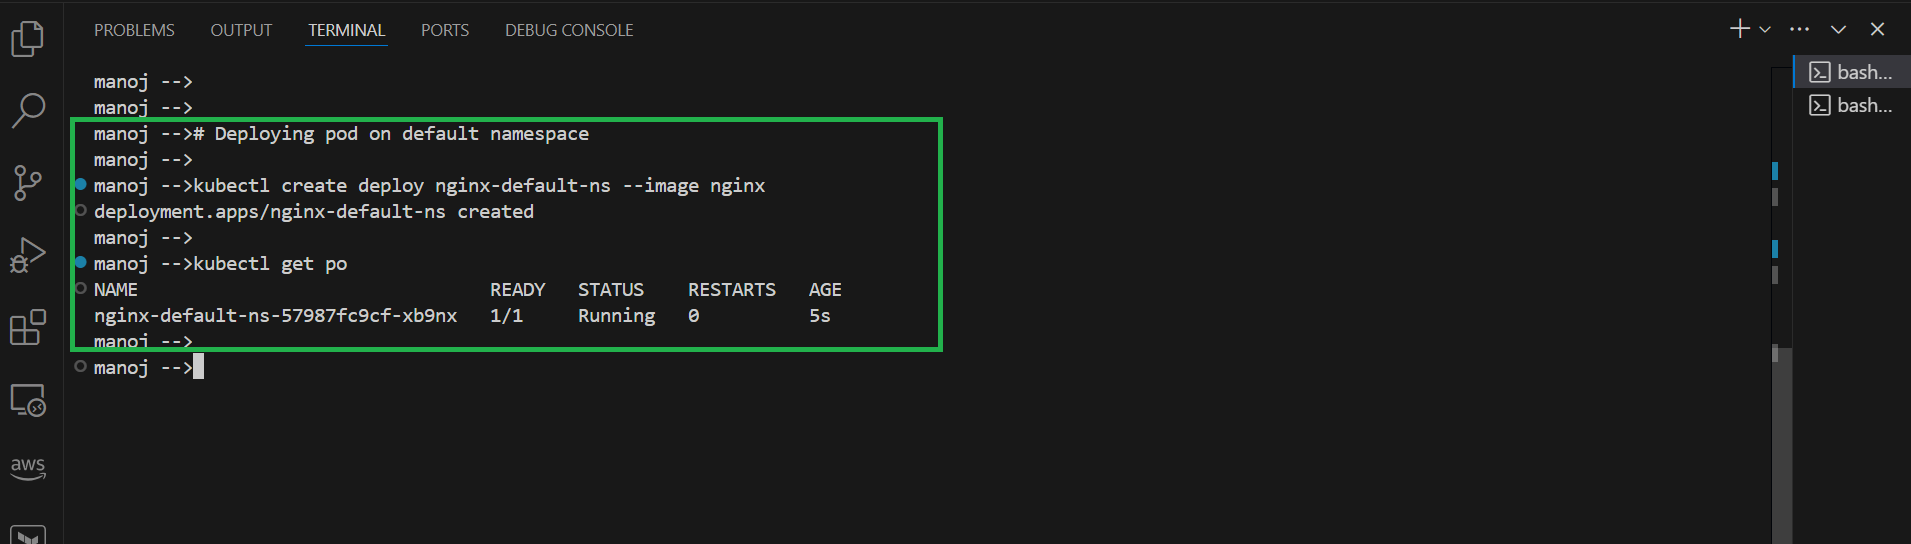 PROBLEMS OUTPUT TERMINAL PORTS DEBUG CONSOLE
bash...
bash...
manoj -->
manoj -->
manoj --># Deploying pod on default namespace
manoj -->
manoj -->kubectl create deploy nginx-default-ns --image nginx
deployment.apps/nginx-default-ns created
manoj -->
manoj -->kubectl get po
NAME READY STATUS RESTARTS AGE
nginx-default-ns-57987fc9cf-xb9nx 1/1 Running 0 5s
manoj -->
manoj -->
aws